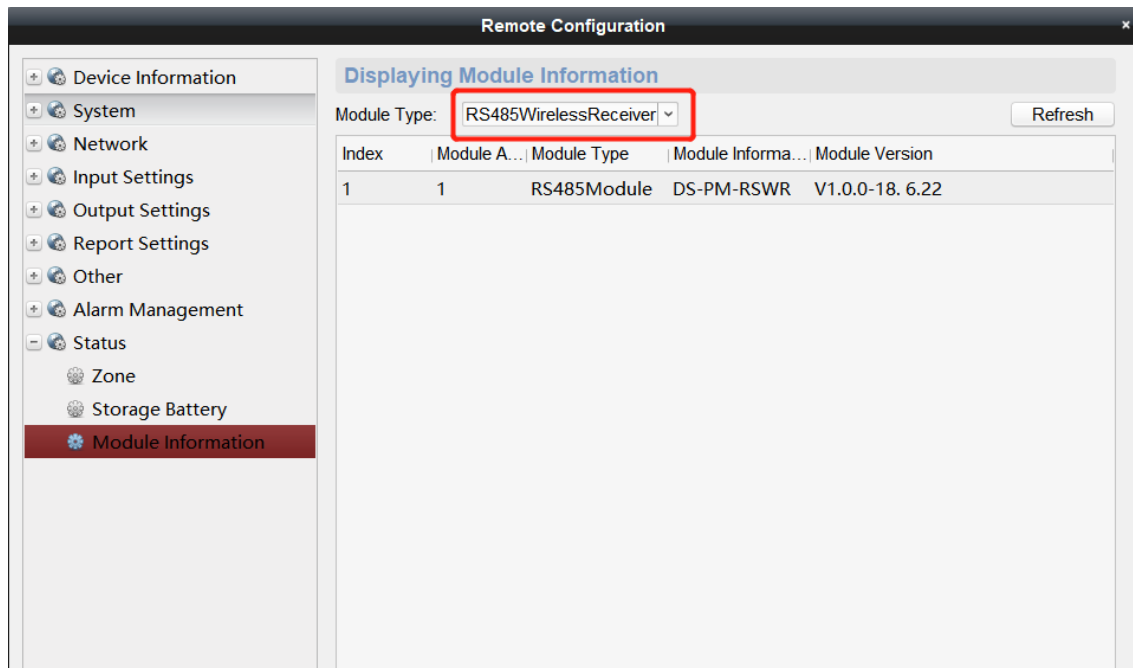 Remote Configuration
×
Device Information
System
Network
Input Settings
Output Settings
Report Settings
Other
Alarm Management
Status
Zone
Storage Battery
Module Information
Displaying Module Information
Module Type: RS485WirelessReceiver Refresh
Index Module A... Module Type Module Informa... Module Version
1 1 RS485Module DS-PM-RSWR V1.0.0-18. 6.22